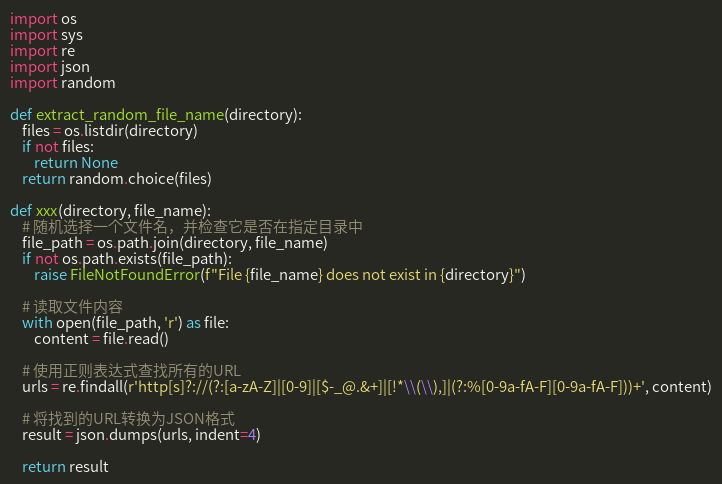 import os
import sys
import re
import json
import random

def extract_random_file_name(directory):
    files = os.listdir(directory)
    if not files:
        return None
    return random.choice(files)

def xxx(directory, file_name):
    # 随机选择一个文件名，并检查它是否在指定目录中
    file_path = os.path.join(directory, file_name)
    if not os.path.exists(file_path):
        raise FileNotFoundError(f"File {file_name} does not exist in {directory}")

    # 读取文件内容
    with open(file_path, 'r') as file:
        content = file.read()

    # 使用正则表达式查找所有的URL
    urls = re.findall(r'http[s]?://(?:[a-zA-Z]|[0-9]|[$-_@.&+]|[!*\\(\\),]|(?:%[0-9a-fA-F][0-9a-fA-F]))+', content)

    # 将找到的URL转换为JSON格式
    result = json.dumps(urls, indent=4)

    return result